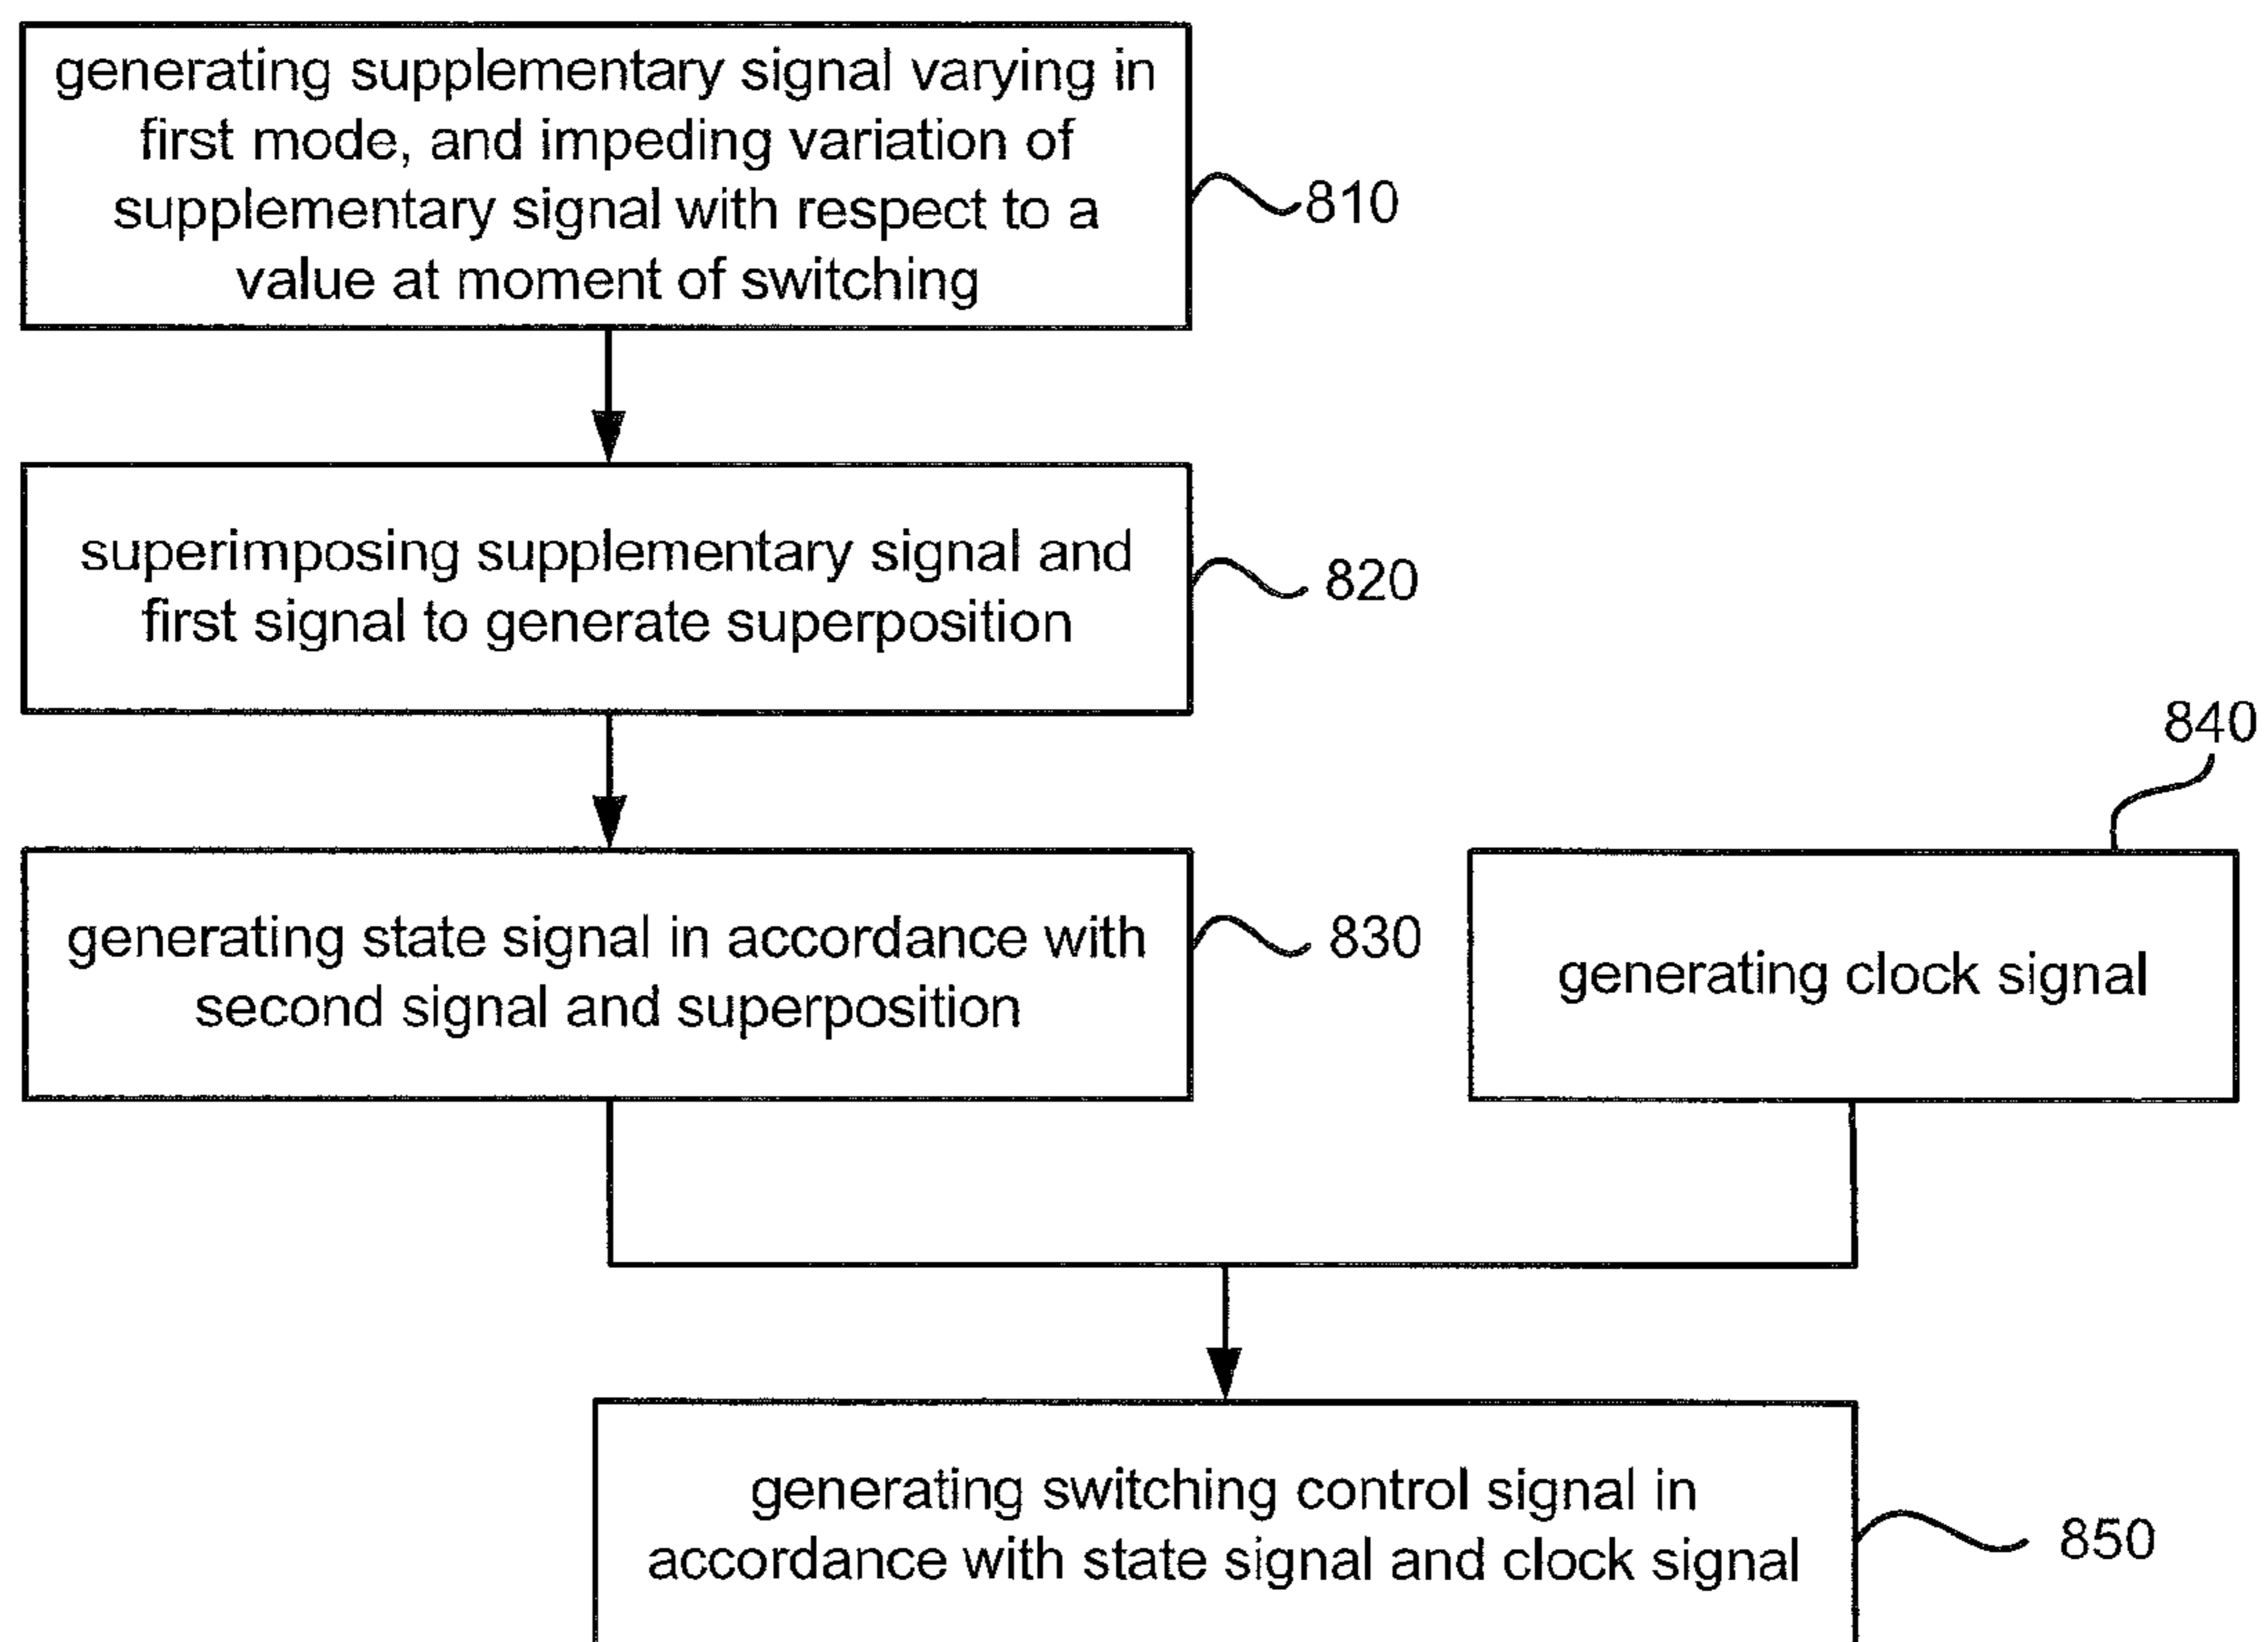 generating supplementary signal varying in
first mode, and impeding variation of
supplementary signal with respect to a
value at moment of switching
810
superimposing supplementary signal and
first signal to generate superposition
820
840
generating state signal in accordance with
second signal and superposition
830
generating clock signal
generating switching control signal in
accordance with state signal and clock signal
850